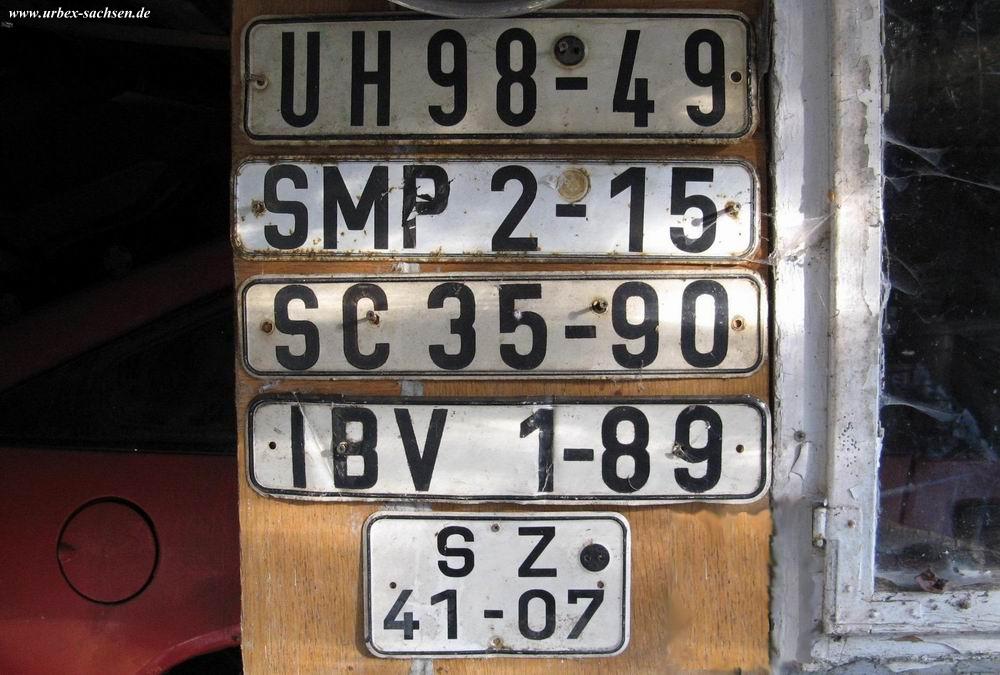 www.urbex-sachsen.de
UH 98-49
SMP 2-15
SC 35-90
IBV 1-89
S Z
41-07